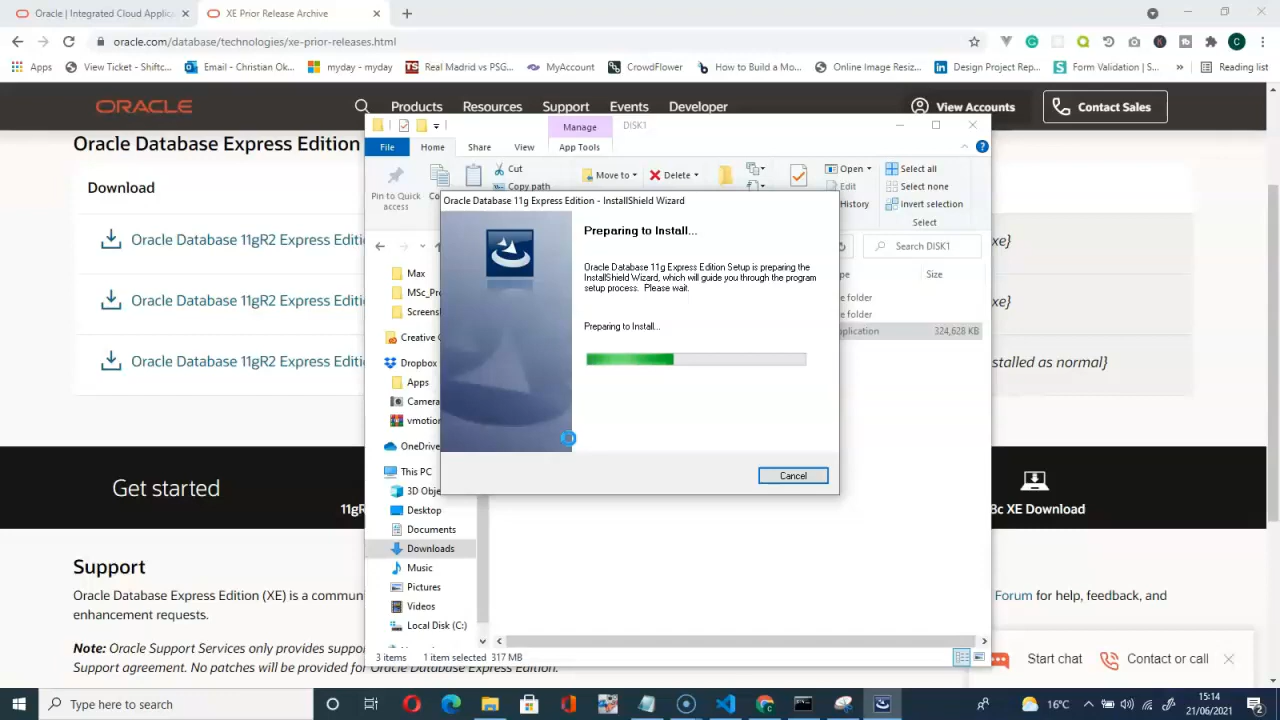 Oracle | Integrated Cloud Applic
XE Prior Release Archive
oracle.com/database/technologies/xe-prior-releases.html
Apps
View Ticket - Shiftc...
Email - Christian Ok...
myday - myday
Real Madrid vs PSG...
MyAccount
CrowdFlower
How to Build a Mo...
Online Image Resiz...
Design Project Rep...
Form Validation | S...
Reading list
ORACLE
Products
Resources
Support
Events
Developer
View Accounts
Contact Sales
Oracle Database Express Edition
Download
Oracle Database 11gR2 Express Editi
Oracle Database 11gR2 Express Editi
Oracle Database 11gR2 Express Editi
xe}
xe}
stalled as normal}
Get started
11gR
3c XE Download
Support
Oracle Database Express Edition (XE) is a commun
Forum for help, feedback, and
enhancement requests.
Note: Oracle Support Services only provides suppo
Support agreement. No patches will be provided for Oracle Database Express Edition.
Start chat
Contact or call
Manage
DISK1
File
Home
Share
View
App Tools
Pin to Quick
access
Co
Cut
Copy path
Move to
Delete
Open
Edit
History
Select all
Select none
Invert selection
Select
Search DISK1
pe
Size
e folder
e folder
plication
324,628 KB
Max
MSc_Pro
Screensh
Creative C
Dropbox
Apps
Camera
vmotion
OneDrive
This PC
3D Obje
Desktop
Documents
Downloads
Music
Pictures
Videos
Local Disk (C:)
3 items
1 item selected
317 MB
Oracle Database 11g Express Edition - InstallShield Wizard
Preparing to Install...
Oracle Database 11g Express Edition Setup is preparing the
InstallShield Wizard, which will guide you through the program
setup process. Please wait.
Preparing to Install...
Cancel
Type here to search
16°C
15:14
21/06/2021
2